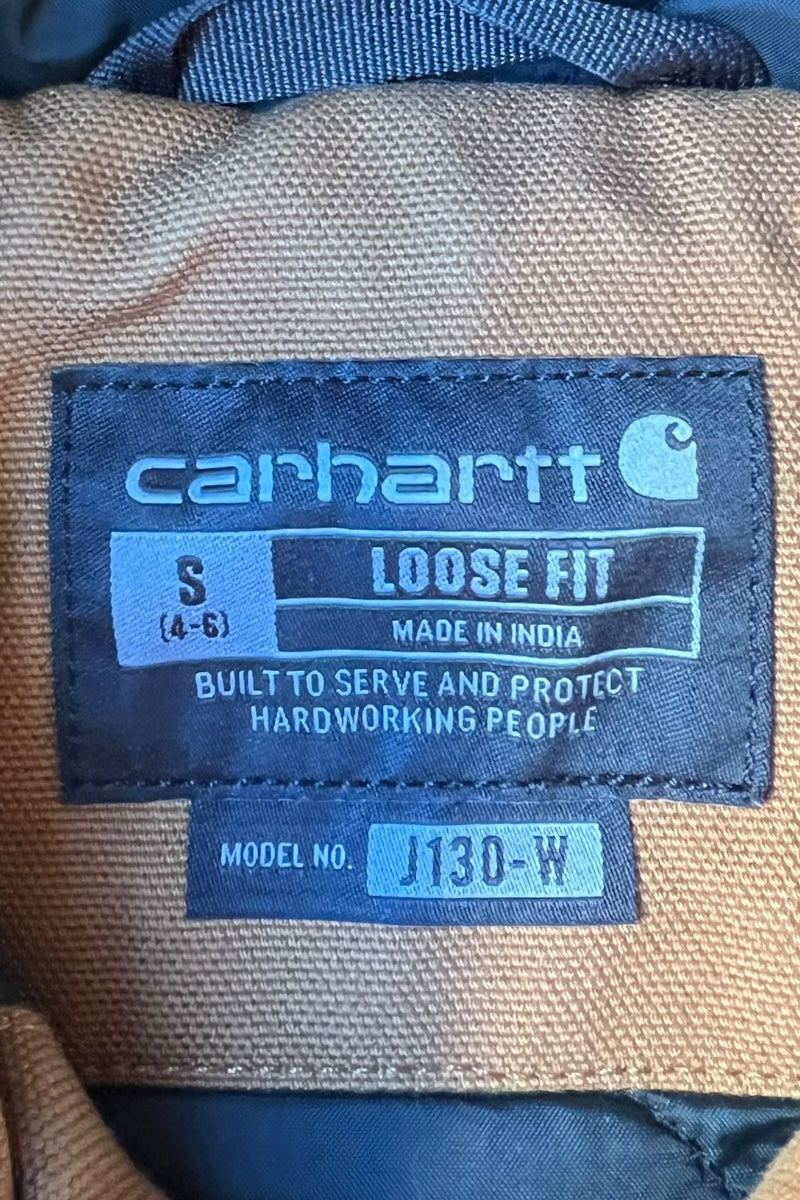 carhartt
S
(4-6)
LOOSE FIT
MADE IN INDIA
BUILT TO SERVE AND PROTECT
HARDWORKING PEOPLE
MODEL NO. J130-W